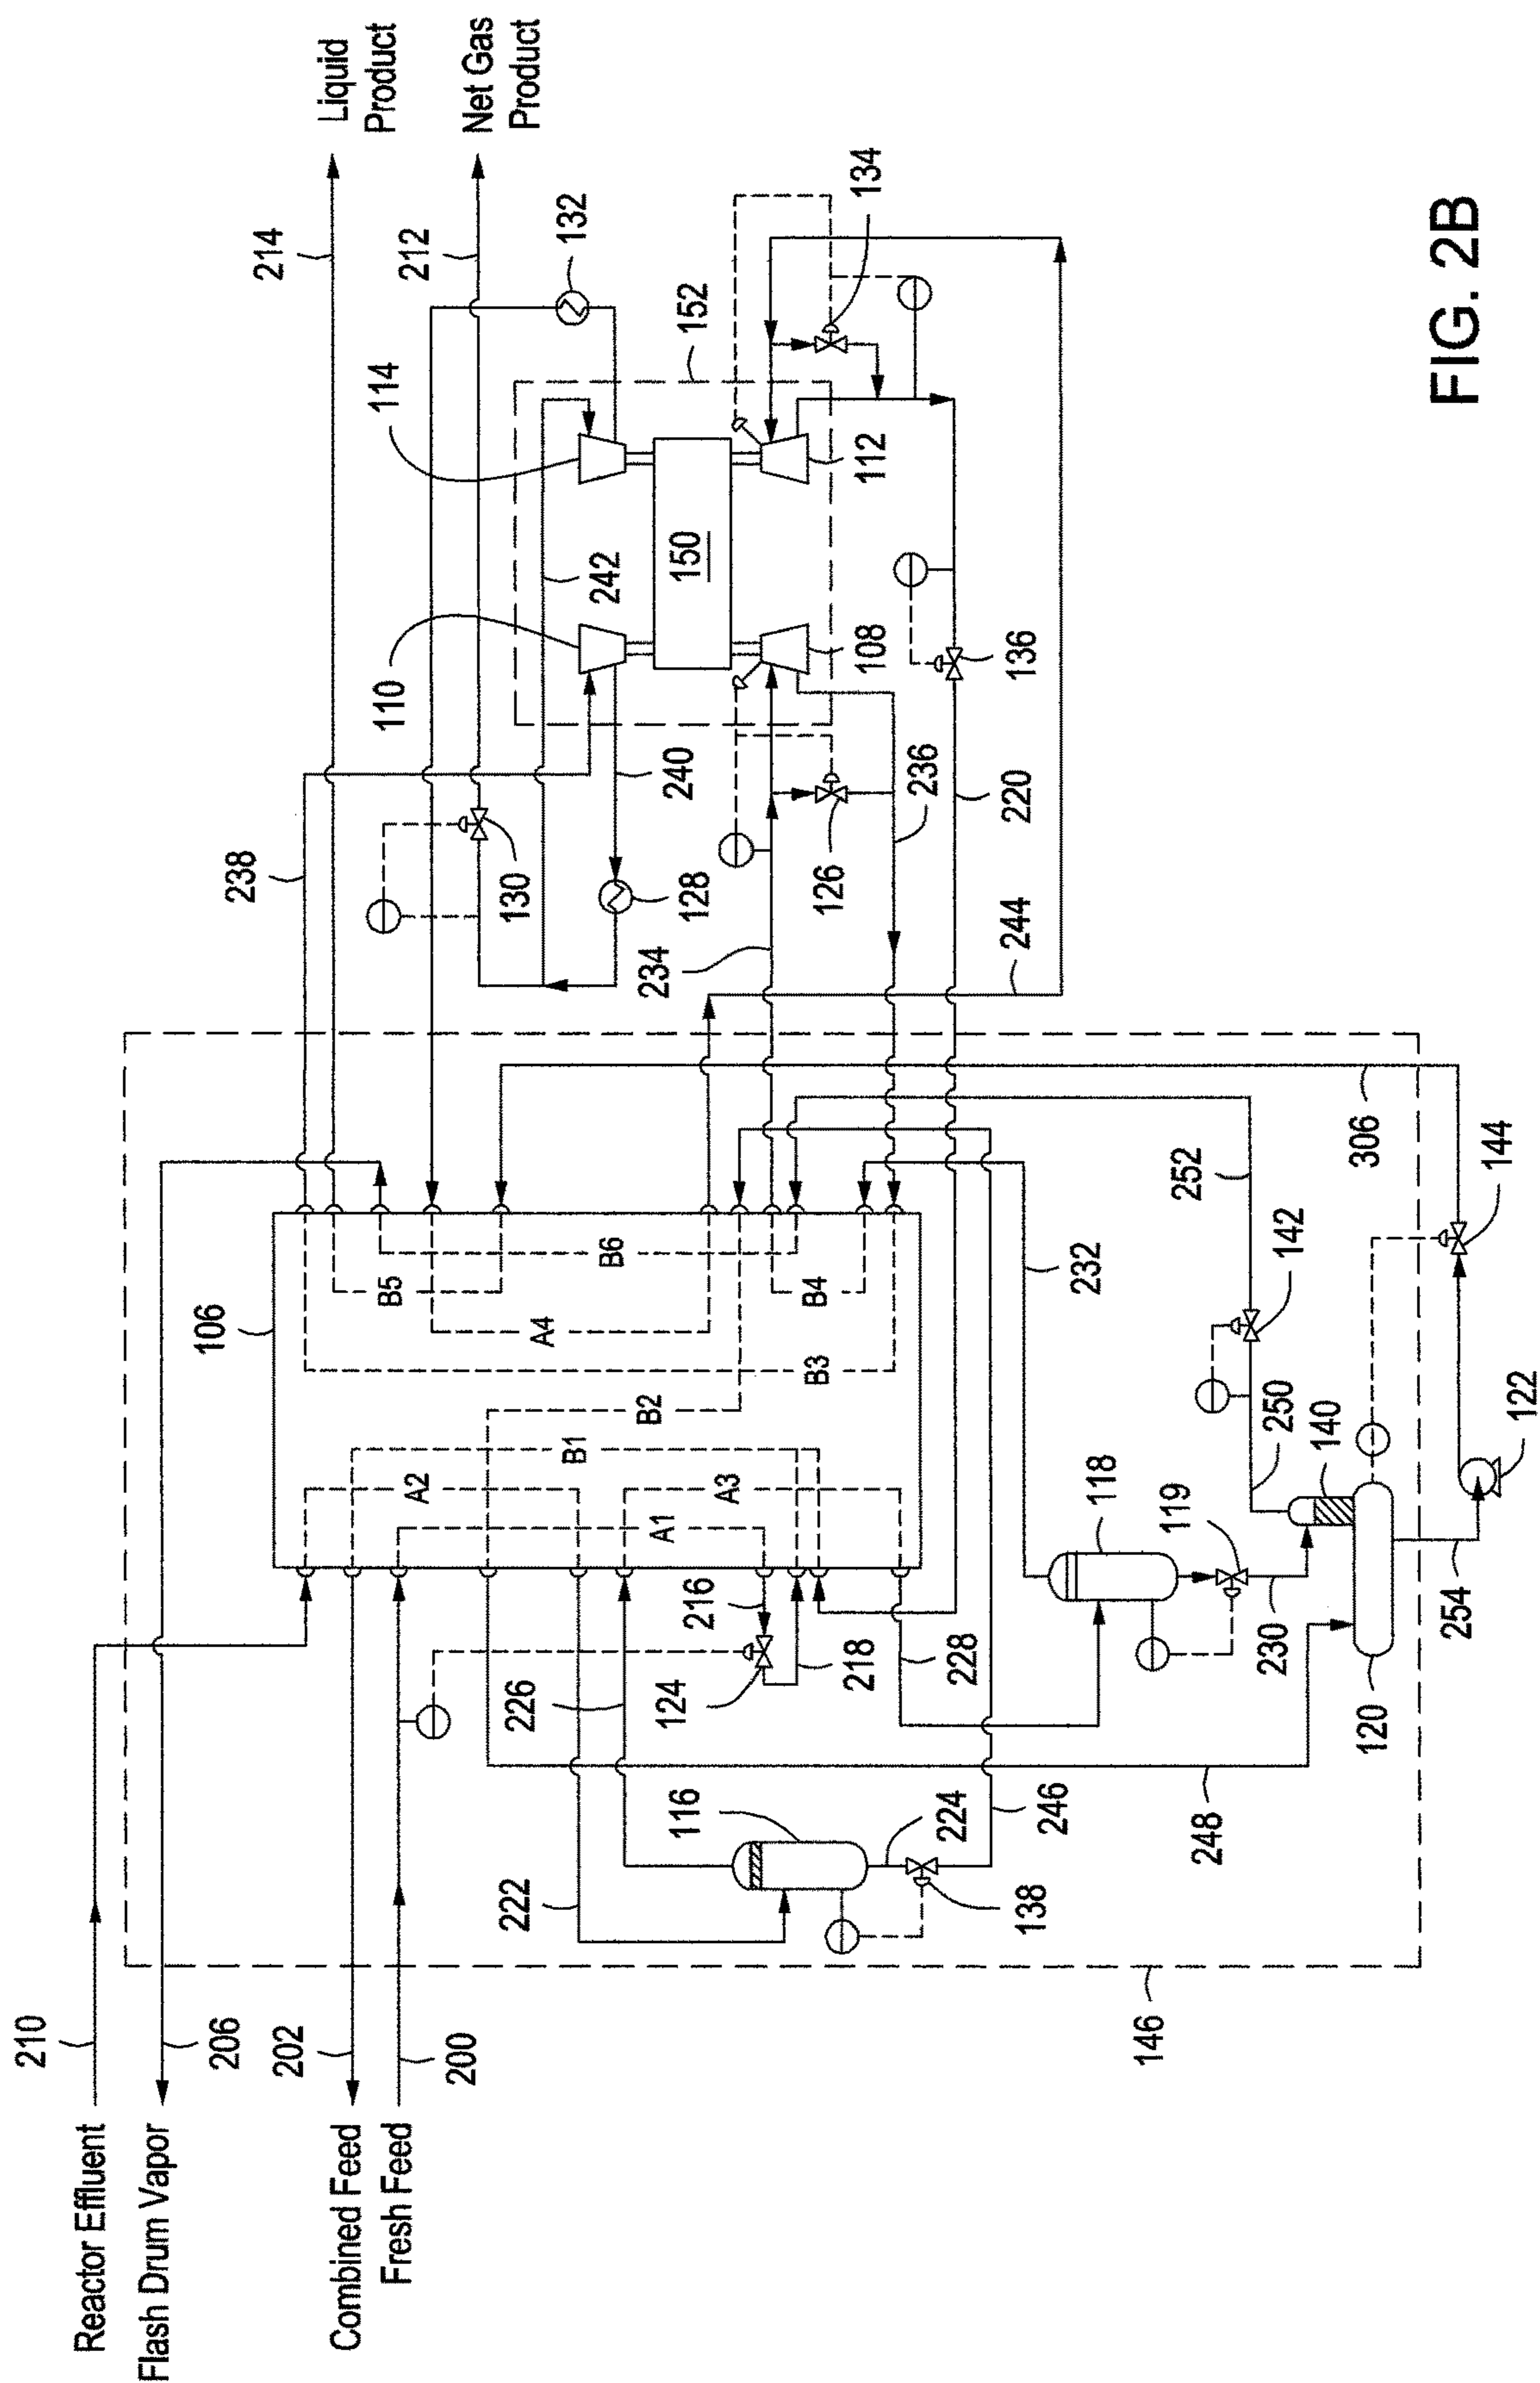 Reactor Effluent
210
Flash Drum Vapor
206
Combined Feed
202
Fresh Feed
200
106
A2
B5
B6
A4
B3
B2
B1
A3
A1
B4
216
218
124
226
228
222
116
224
138
246
248
118
119
230
232
120
140
250
142
252
254
122
144
306
146
238
214
Liquid
Product
212
Net Gas
Product
130
132
110
114
152
242
150
240
128
234
108
112
126
236
134
136
220
244
FIG. 2B